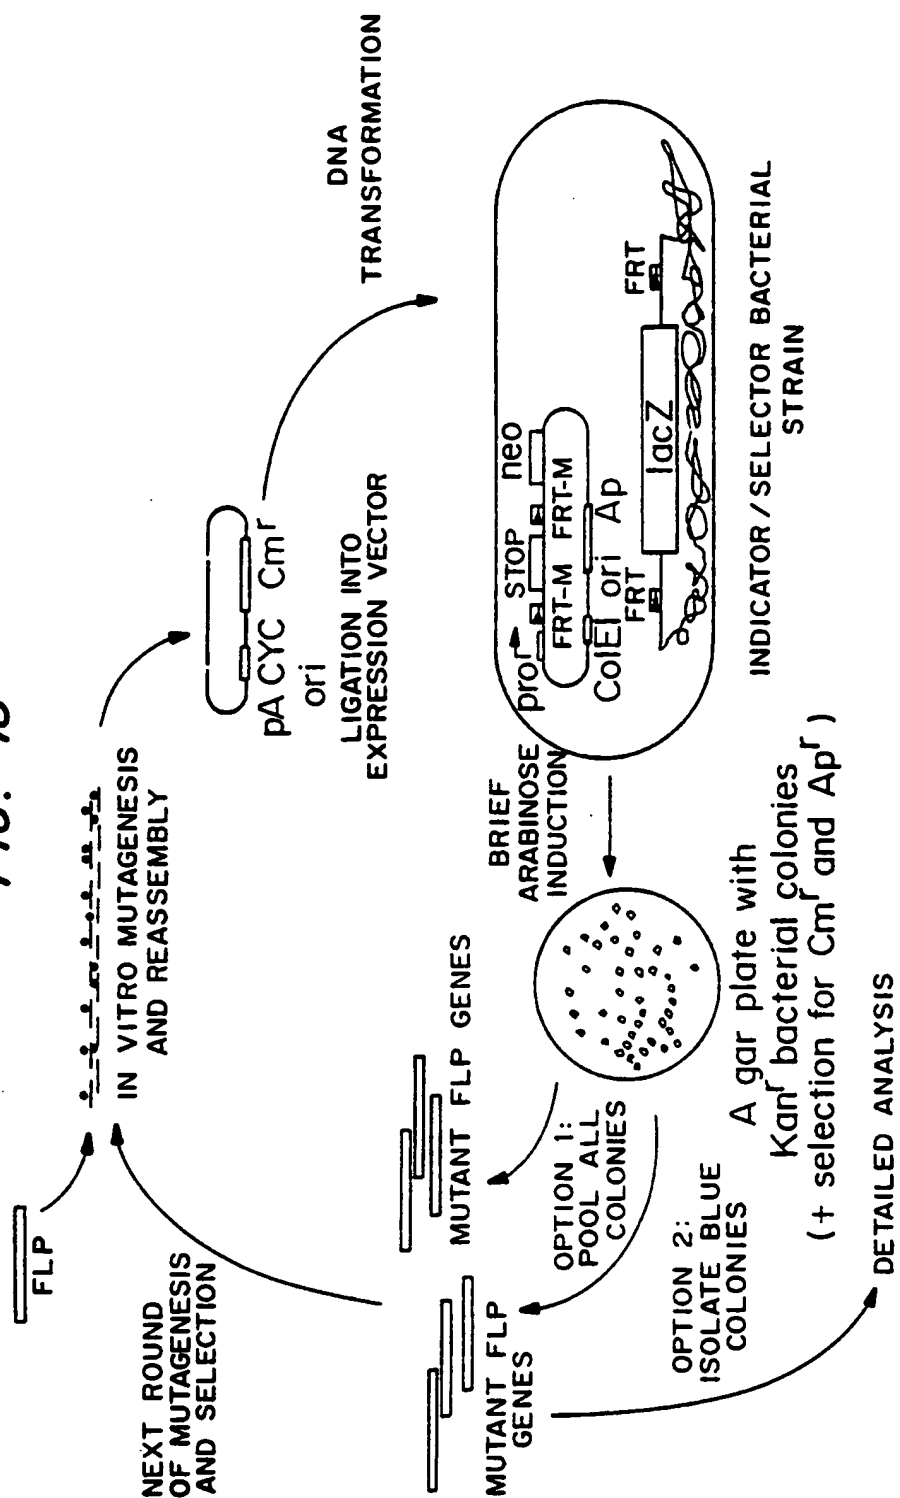 FLP
IN VITRO MUTAGENESIS
AND REASSEMBLY
NEXT ROUND
OF MUTAGENESIS
AND SELECTION
pA CYC Cmʳ
ori
LIGATION INTO
EXPRESSION VECTOR
DNA
TRANSFORMATION
MUTANT FLP GENES
MUTANT FLP
GENES
OPTION 1:
POOL ALL
COLONIES
OPTION 2:
ISOLATE BLUE
COLONIES
BRIEF
ARABINOSE
INDUCTION
pro STOP neo
FRT-M FRT-M
ColEI ori Ap
FRT
lacZ
FRT
INDICATOR/SELECTOR BACTERIAL
STRAIN
A gar plate with
Kanʳ bacterial colonies
(+ selection for Cmʳ and Apʳ )
DETAILED ANALYSIS